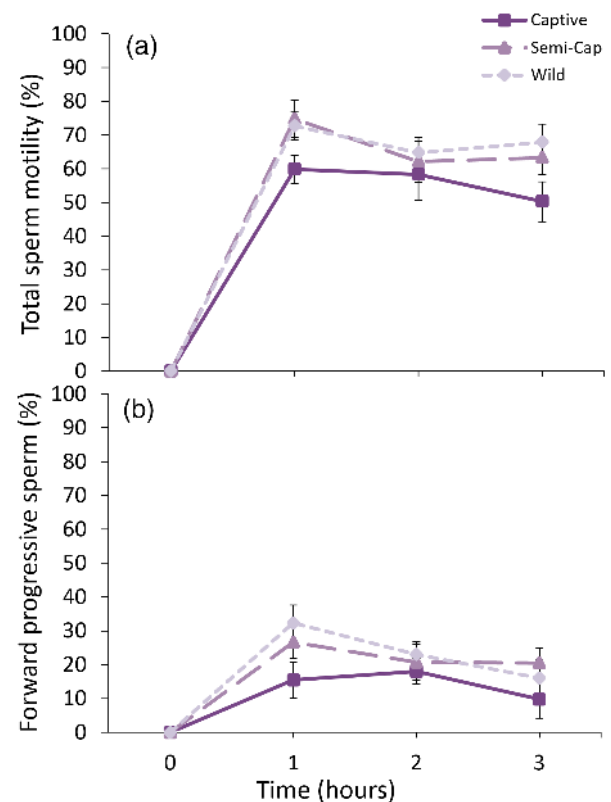 (a)
Captive
Semi-Cap
Wild
Total sperm motility (%)
100
90
80
70
60
50
40
30
20
10
0
(b)
Forward progressive sperm (%)
100
90
80
70
60
50
40
30
20
10
0
0 1 2 3
Time (hours)